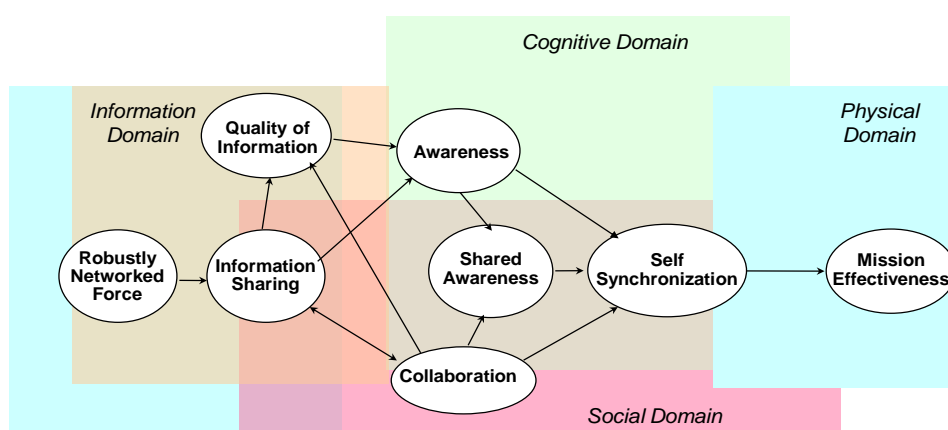 Cognitive Domain
Information
Domain
Physical
Domain
Quality of
Information
Awareness
Robustly
Networked
Force
Information
Sharing
Shared
Awareness
Self
Synchronization
Mission
Effectiveness
Collaboration
Social Domain